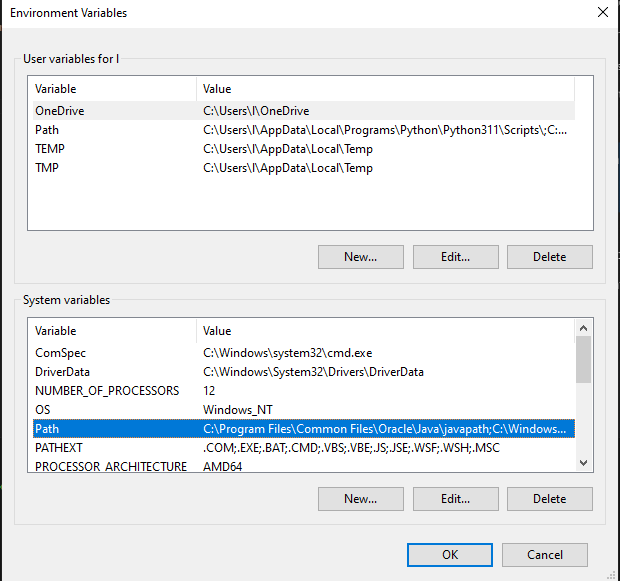 Environment Variables
User variables for I
Variable Value
OneDrive C:\Users\I\OneDrive
Path C:\Users\I\AppData\Local\Programs\Python\Python311\Scripts\;C:...
TEMP C:\Users\I\AppData\Local\Temp
TMP C:\Users\I\AppData\Local\Temp
New... Edit... Delete
System variables
Variable Value
ComSpec C:\Windows\system32\cmd.exe
DriverData C:\Windows\System32\Drivers\DriverData
NUMBER_OF_PROCESSORS 12
OS Windows_NT
Path C:\Program Files\Common Files\Oracle\Java\javapath;C:\Windows...
PATHEXT .COM;.EXE;.BAT;.CMD;.VBS;.VBE;.JS;.JSE;.WSF;.WSH;.MSC
PROCESSOR_ARCHITECTURE AMD64
New... Edit... Delete
OK Cancel